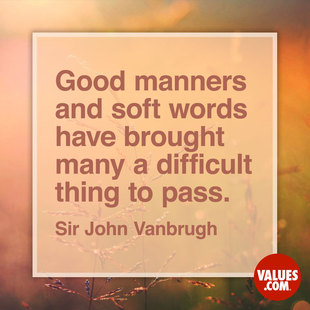 Good manners
and soft words
have brought
many a difficult
thing to pass.
Sir John Vanbrugh
VALUES
.COM